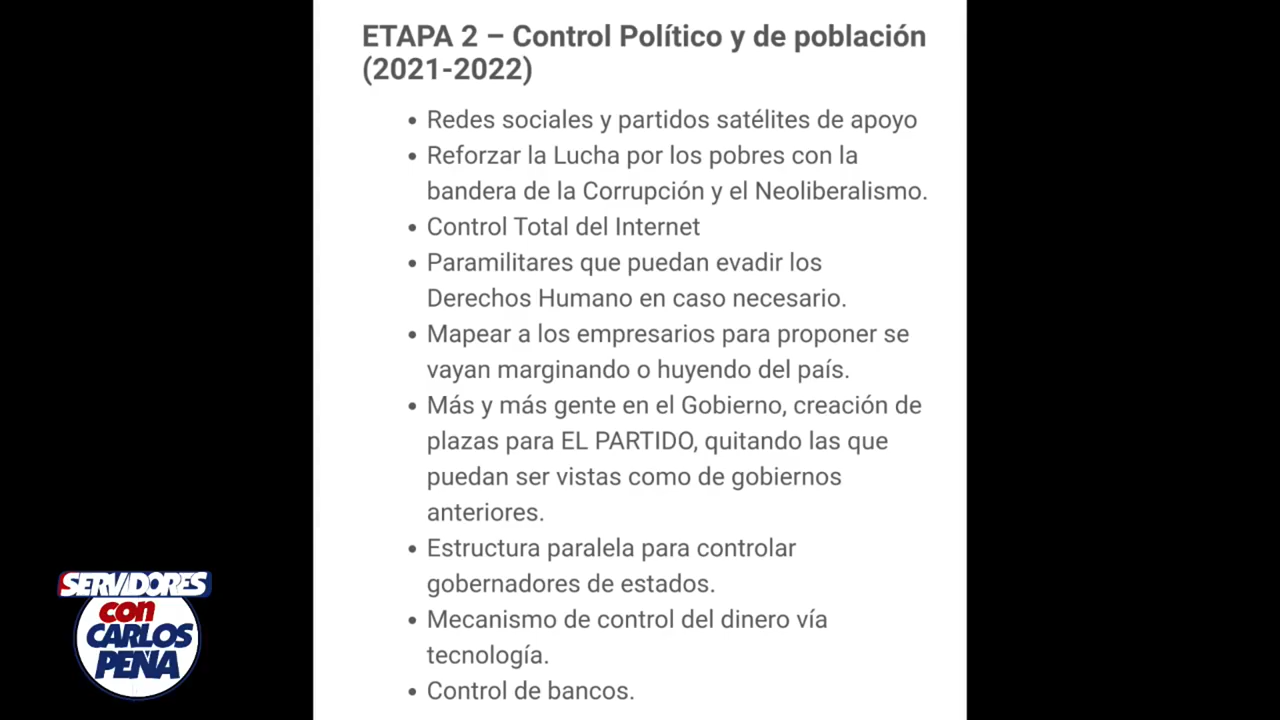 ETAPA 2 – Control Político y de población
(2021-2022)
• Redes sociales y partidos satélites de apoyo
• Reforzar la Lucha por los pobres con la
bandera de la Corrupción y el Neoliberalismo.
• Control Total del Internet
• Paramilitares que puedan evadir los
Derechos Humano en caso necesario.
• Mapear a los empresarios para proponer se
vayan marginando o huyendo del país.
• Más y más gente en el Gobierno, creación de
plazas para EL PARTIDO, quitando las que
puedan ser vistas como de gobiernos
anteriores.
• Estructura paralela para controlar
gobernadores de estados.
• Mecanismo de control del dinero vía
tecnología.
• Control de bancos.
SERVIDORES
con
CARLOS
PEÑA